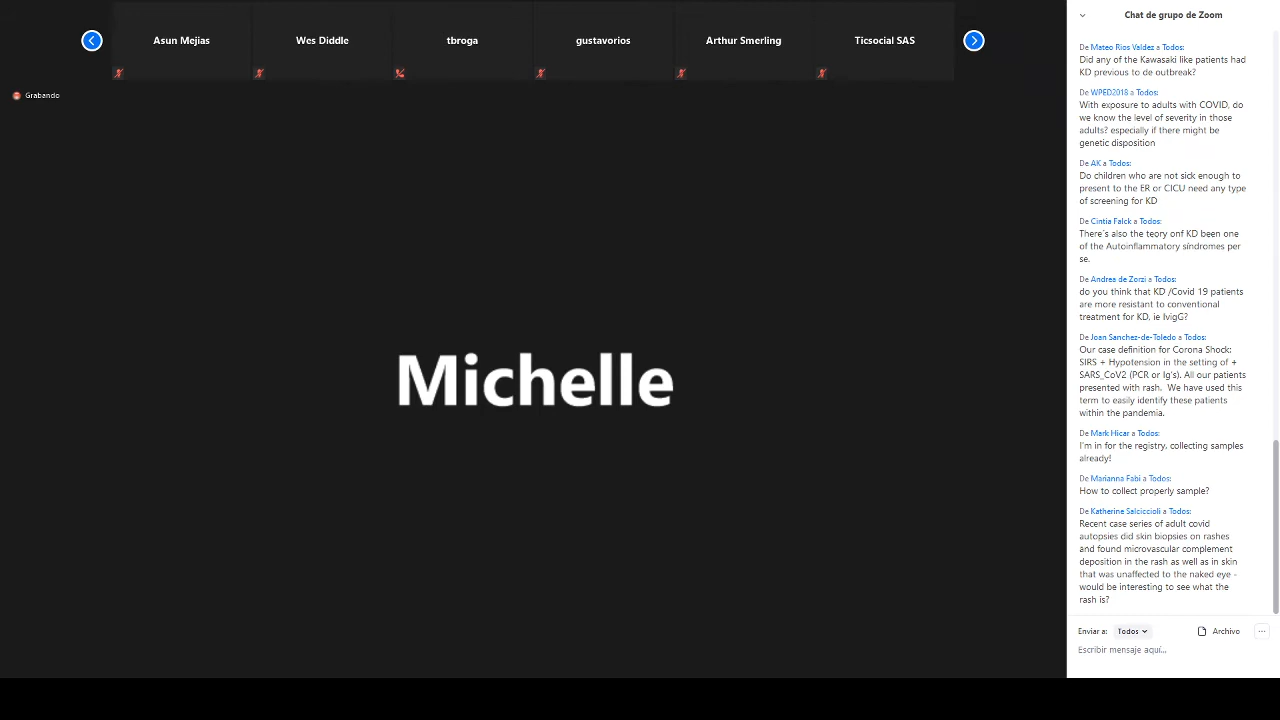 Asun Mejias
Wes Diddle
tbroga
gustavorios
Arthur Smerling
Ticsocial SAS
Grabando
Michelle
Chat de grupo de Zoom
De Mateo Rios Valdez a Todos:
Did any of the Kawasaki like patients had
KD previous to de outbreak?
De WPED2018 a Todos:
With exposure to adults with COVID, do
we know the level of severity in those
adults? especially if there might be
genetic disposition
De AK a Todos:
Do children who are not sick enough to
present to the ER or CICU need any type
of screening for KD
De Cintia Falck a Todos:
There's also the teory onf KD been one
of the Autoinflammatory síndromes per
se.
De Andrea de Zorzi a Todos:
do you think that KD /Covid 19 patients
are more resistant to conventional
treatment for KD, ie IvigG?
De Joan Sanchez-de-Toledo a Todos:
Our case definition for Corona Shock:
SIRS + Hypotension in the setting of +
SARS_CoV2 (PCR or Ig's). All our patients
presented with rash.  We have used this
term to easily identify these patients
within the pandemia.
De Mark Hicar a Todos:
I'm in for the registry, collecting samples
already!
De Marianna Fabi a Todos:
How to collect properly sample?
De Katherine Salciccioli a Todos:
Recent case series of adult covid
autopsies did skin biopsies on rashes
and found microvascular complement
deposition in the rash as well as in skin
that was unaffected to the naked eye -
would be interesting to see what the
rash is?
Enviar a: Todos
Archivo
Escribir mensaje aquí...